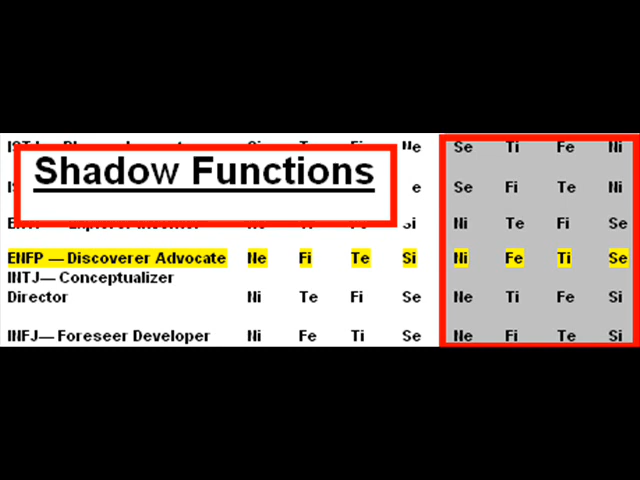 Ne Se Ti Fe Ni
Shadow Functions
e Se Fi Te Ni
Si Ni Te Fi Se
ENFP — Discoverer Advocate Ne Fi Te Si Ni Fe Ti Se
INTJ— Conceptualizer
Director Ni Te Fi Se Ne Ti Fe Si
INFJ— Foreseer Developer Ni Fe Ti Se Ne Fi Te Si